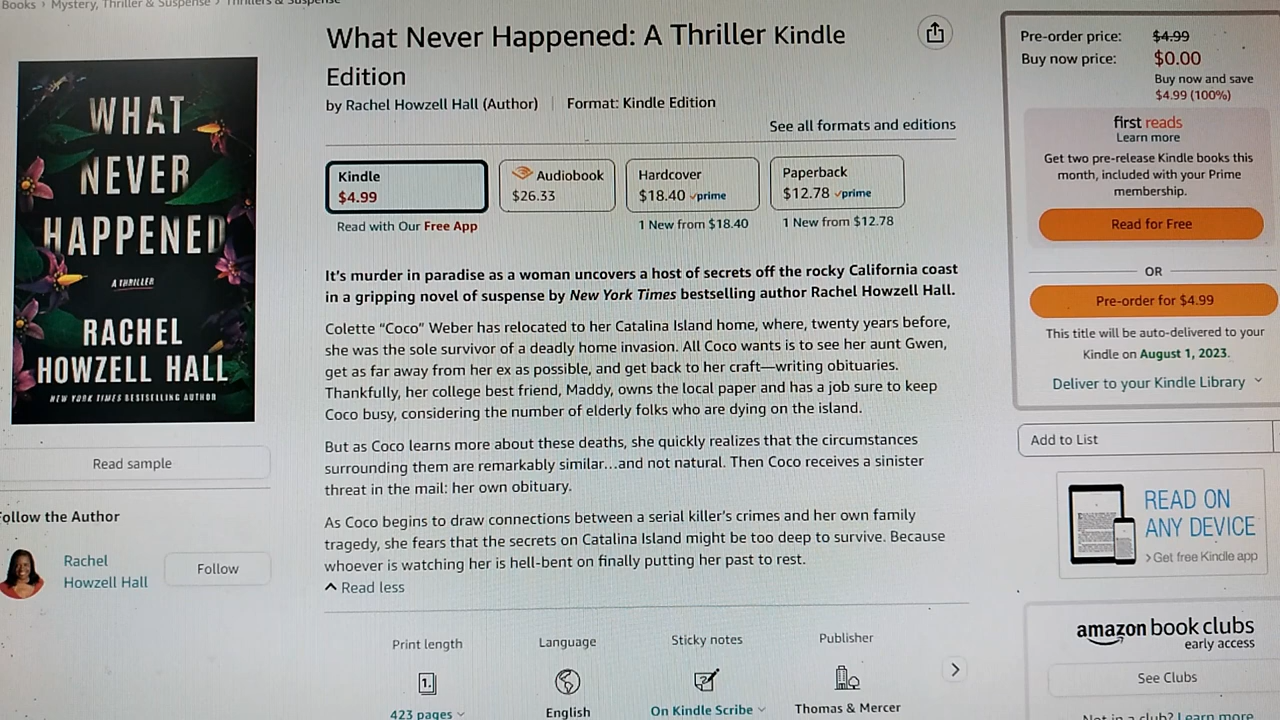 Books › Mystery, Thriller & Suspense › Thrillers & Suspense
WHAT
NEVER
HAPPENED
A THRILLER
RACHEL
HOWZELL HALL
NEW YORK TIMES BESTSELLING AUTHOR
Read sample
Follow the Author
Rachel
Howzell Hall
Follow
What Never Happened: A Thriller Kindle
Edition
by Rachel Howzell Hall (Author) | Format: Kindle Edition
See all formats and editions
Kindle
$4.99
Read with Our Free App
Audiobook
$26.33
Hardcover
$18.40 prime
1 New from $18.40
Paperback
$12.78 prime
1 New from $12.78
It's murder in paradise as a woman uncovers a host of secrets off the rocky California coast
in a gripping novel of suspense by New York Times bestselling author Rachel Howzell Hall.
Colette “Coco” Weber has relocated to her Catalina Island home, where, twenty years before,
she was the sole survivor of a deadly home invasion. All Coco wants is to see her aunt Gwen,
get as far away from her ex as possible, and get back to her craft—writing obituaries.
Thankfully, her college best friend, Maddy, owns the local paper and has a job sure to keep
Coco busy, considering the number of elderly folks who are dying on the island.
But as Coco learns more about these deaths, she quickly realizes that the circumstances
surrounding them are remarkably similar…and not natural. Then Coco receives a sinister
threat in the mail: her own obituary.
As Coco begins to draw connections between a serial killer's crimes and her own family
tragedy, she fears that the secrets on Catalina Island might be too deep to survive. Because
whoever is watching her is hell-bent on finally putting her past to rest.
Read less
Print length
423 pages
Language
English
Sticky notes
On Kindle Scribe
Publisher
Thomas & Mercer
Pre-order price: $4.99
Buy now price: $0.00
Buy now and save
$4.99 (100%)
first reads
Learn more
Get two pre-release Kindle books this
month, included with your Prime
membership.
Read for Free
OR
Pre-order for $4.99
This title will be auto-delivered to your
Kindle on August 1, 2023.
Deliver to your Kindle Library
Add to List
READ ON
ANY DEVICE
› Get free Kindle app
amazon book clubs
early access
See Clubs
Not in a club? Learn more